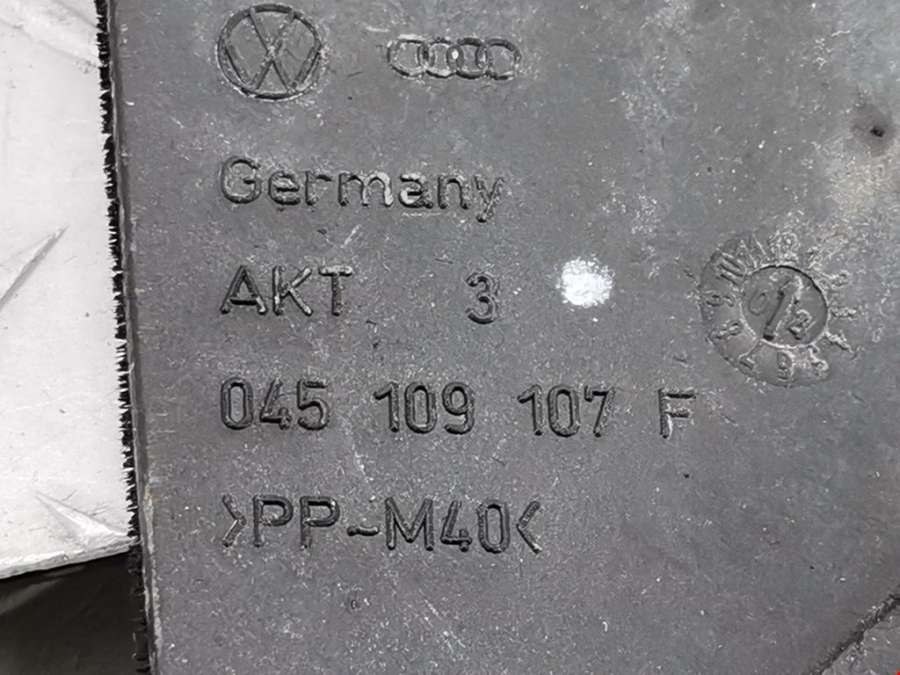 Germany
AKT 3
045 109 107 F
>PP-M40<